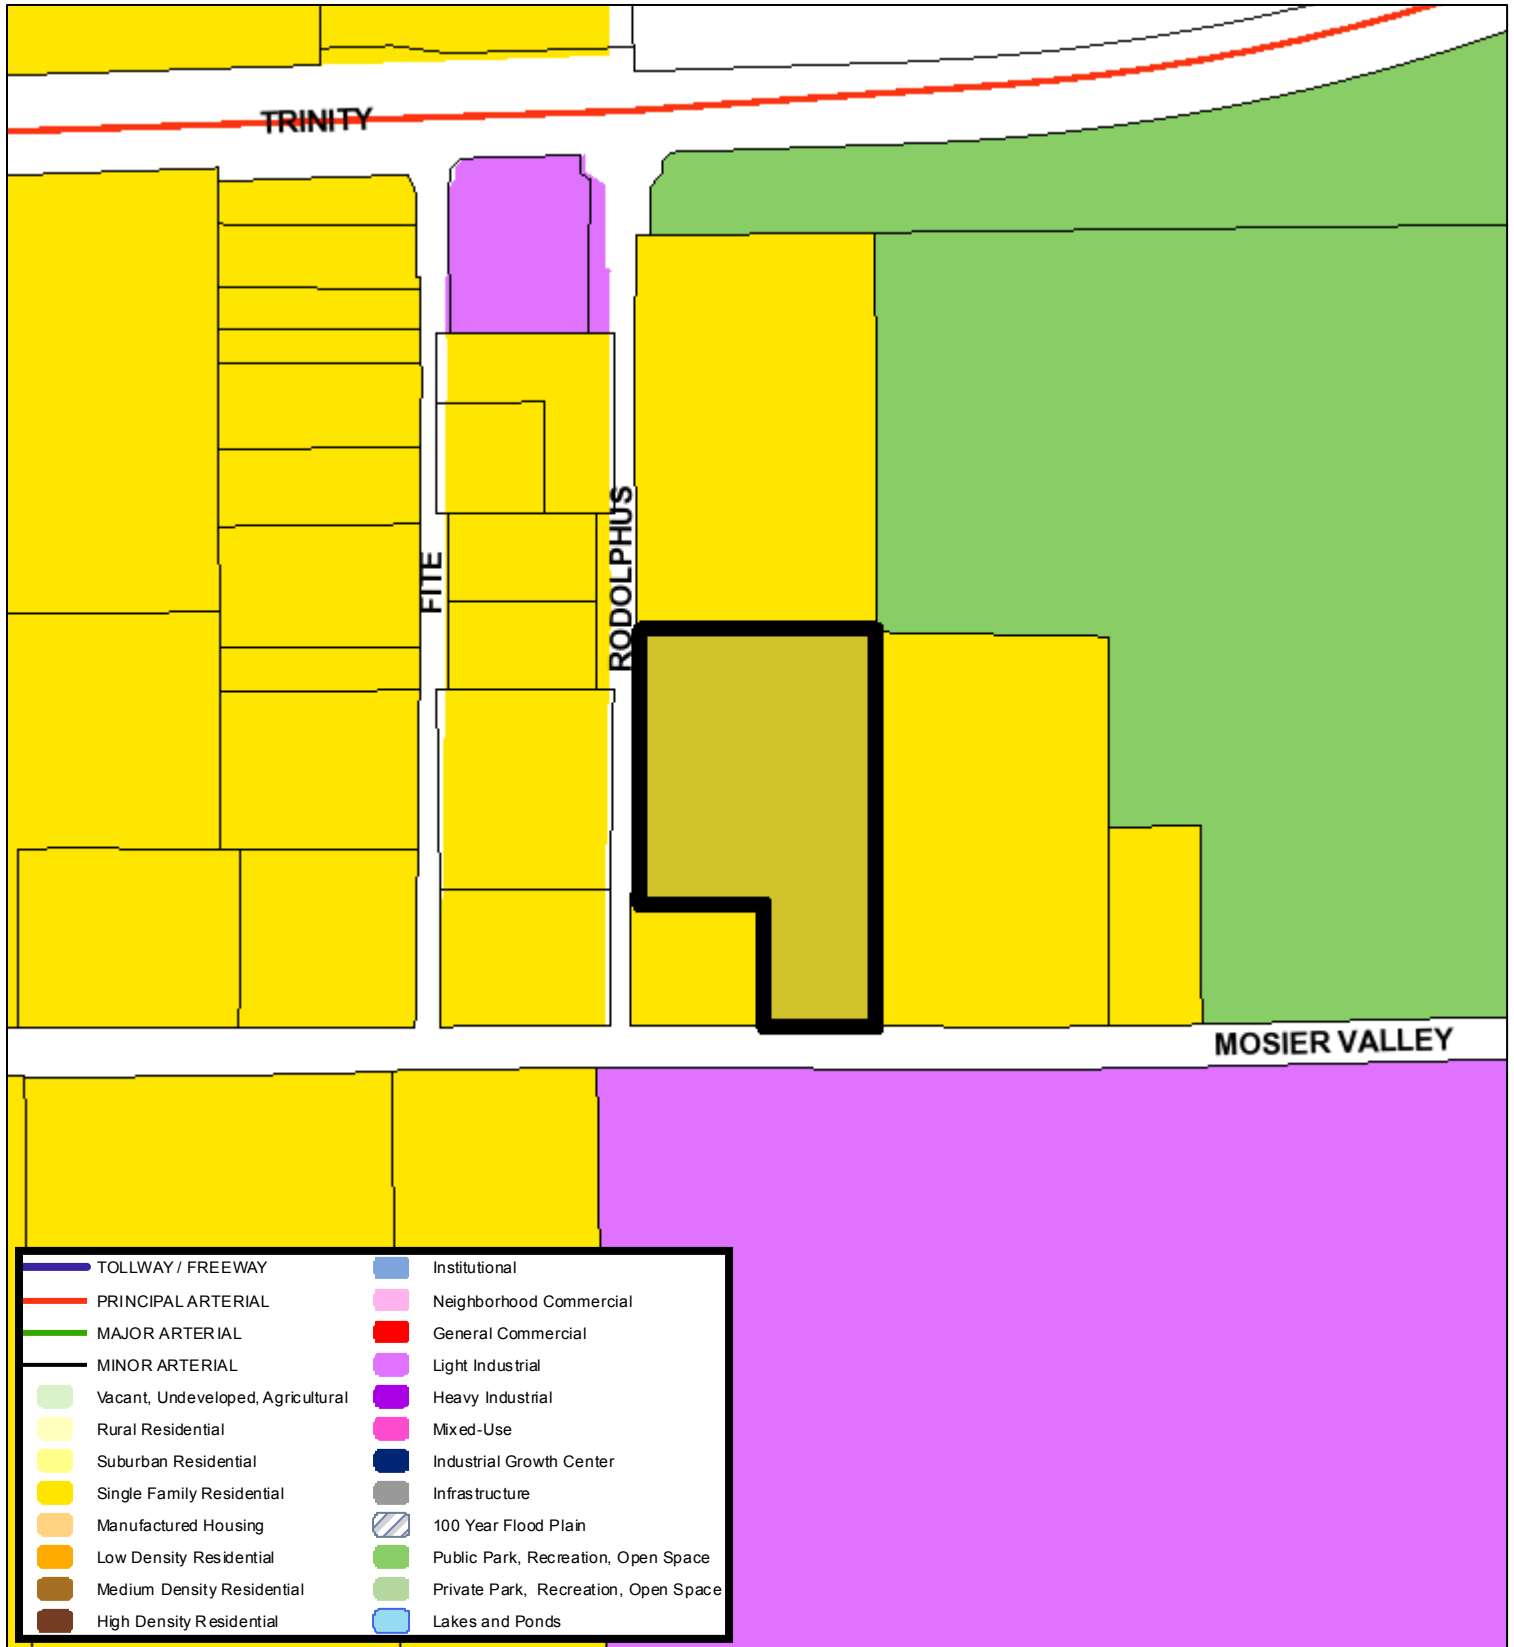 TRINITY
FITE
RODOLPHUS
MOSIER VALLEY
TOLLWAY / FREEWAY
PRINCIPAL ARTERIAL
MAJOR ARTERIAL
MINOR ARTERIAL
Vacant, Undeveloped, Agricultural
Rural Residential
Suburban Residential
Single Family Residential
Manufactured Housing
Low Density Residential
Medium Density Residential
High Density Residential
Institutional
Neighborhood Commercial
General Commercial
Light Industrial
Heavy Industrial
Mixed-Use
Industrial Growth Center
Infrastructure
100 Year Flood Plain
Public Park, Recreation, Open Space
Private Park, Recreation, Open Space
Lakes and Ponds